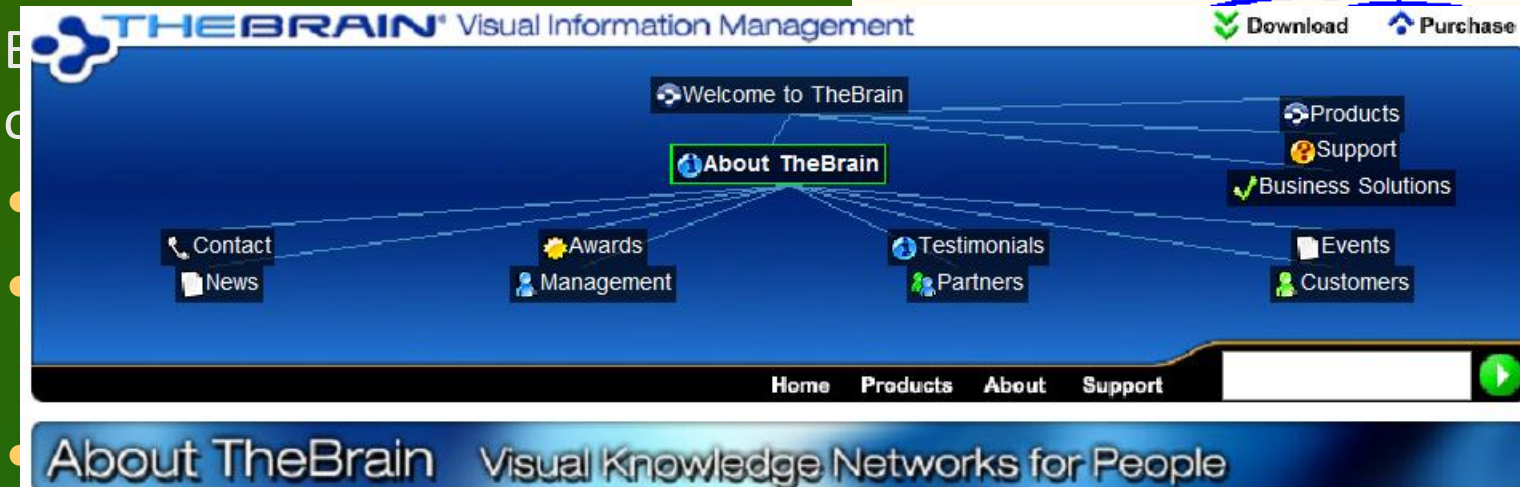 THEBRAIN® Visual Information Management
Download Purchase
Welcome to TheBrain
Products
Support
About TheBrain
Business Solutions
Contact Awards Testimonials Events
News Management Partners Customers
Home Products About Support
About TheBrain Visual Knowledge Networks for People